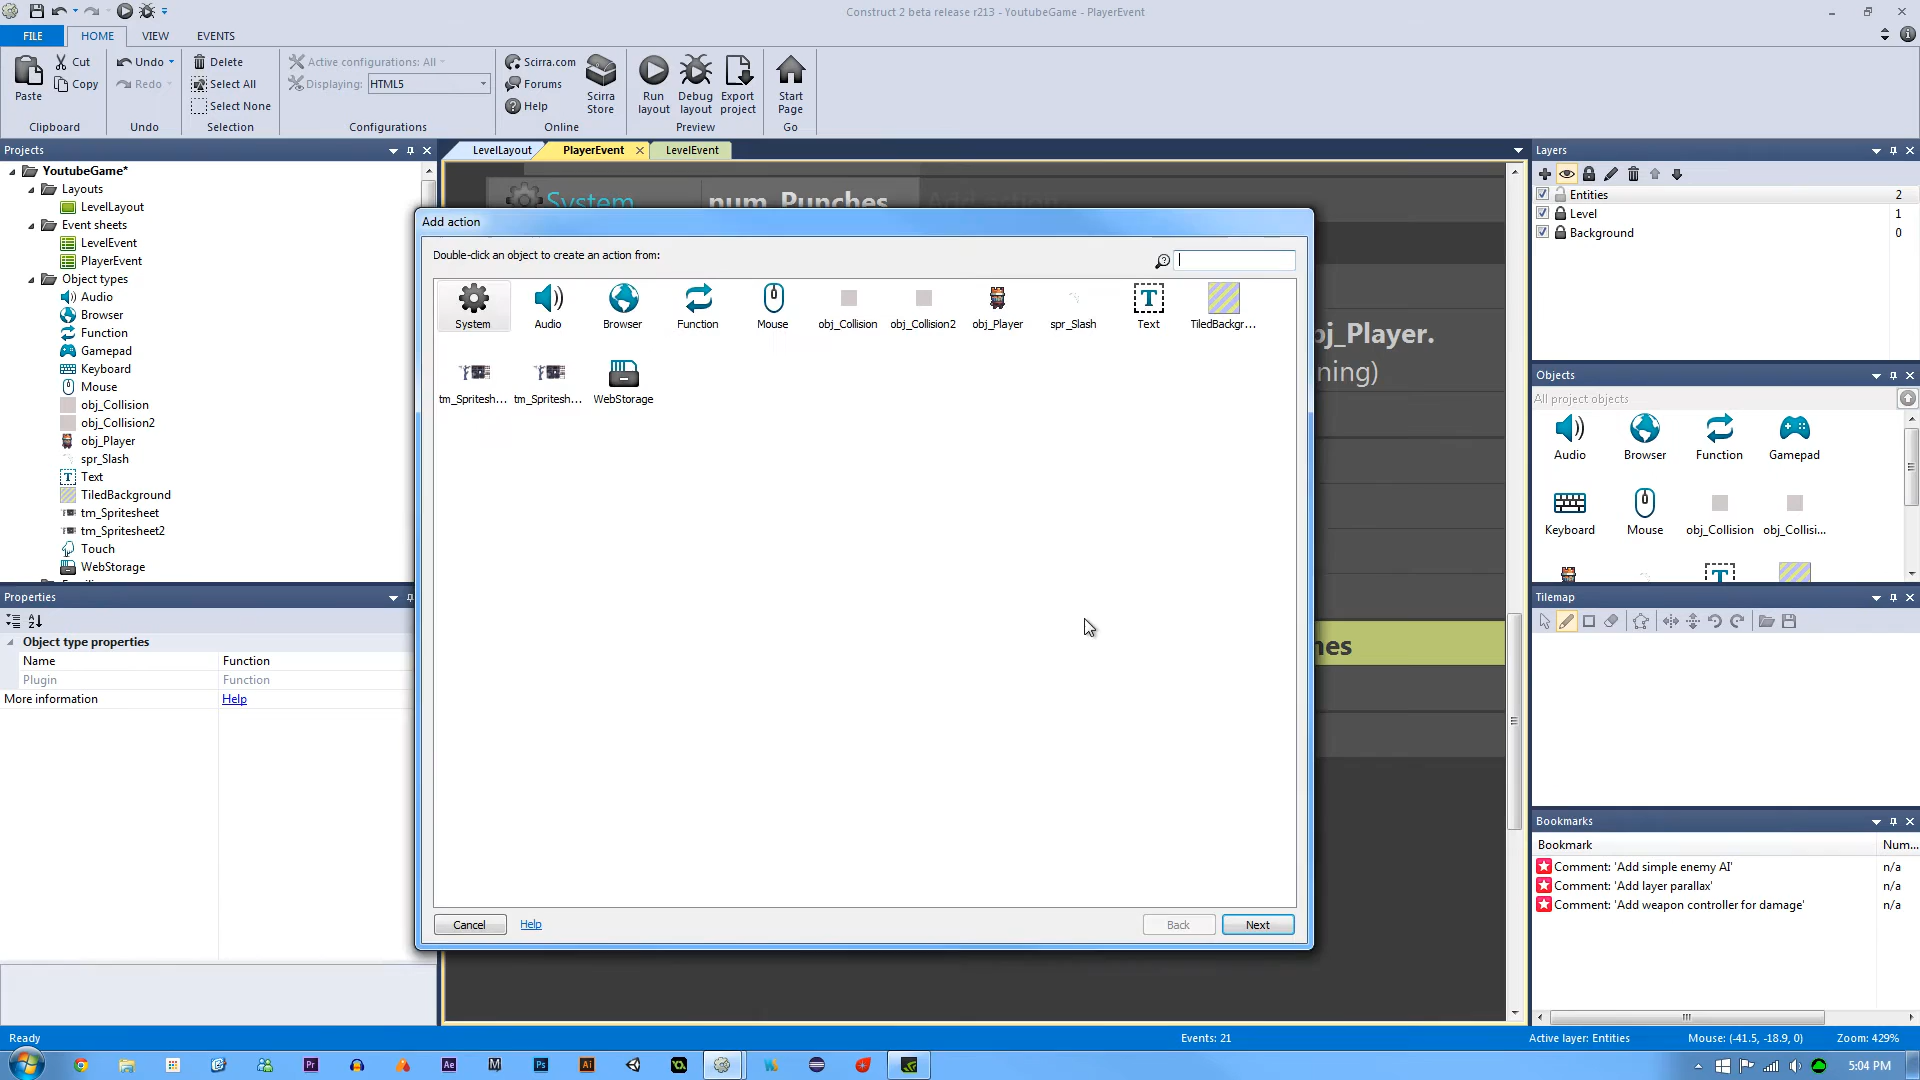 Construct 2 beta release r213 - YoutubeGame - PlayerEvent
FILE HOME VIEW EVENTS
Paste Cut Copy Undo Redo Delete Select All Select None
Active configurations: All
Displaying: HTML5
Scirra.com Forums Help Scirra Store
Run layout Debug layout Export project Start Page
Clipboard Undo Selection Configurations Online Preview Go
Projects
YoutubeGame*
Layouts
LevelLayout
Event sheets
LevelEvent
PlayerEvent
Object types
Audio
Browser
Function
Gamepad
Keyboard
Mouse
obj_Collision
obj_Collision2
obj_Player
spr_Slash
Text
TiledBackground
tm_Spritesheet
tm_Spritesheet2
Touch
WebStorage
Properties
Object type properties
Name Function
Plugin Function
More information Help
LevelLayout PlayerEvent LevelEvent
System num_Punches Add action
Add action
Double-click an object to create an action from:
System Audio Browser Function Mouse obj_Collision obj_Collision2 obj_Player spr_Slash Text TiledBackgr...
tm_Spritesh... tm_Spritesh... WebStorage
Cancel Help Back Next
bj_Player.
ning)
hes
Layers
Entities 2
Level 1
Background 0
Objects
All project objects
Audio Browser Function Gamepad
Keyboard Mouse obj_Collision obj_Collisi...
Tilemap
Bookmarks
Bookmark Num...
Comment: 'Add simple enemy AI' n/a
Comment: 'Add layer parallax' n/a
Comment: 'Add weapon controller for damage' n/a
Ready Events: 21 Active layer: Entities Mouse: (-41.5, -18.9, 0) Zoom: 429%
5:04 PM